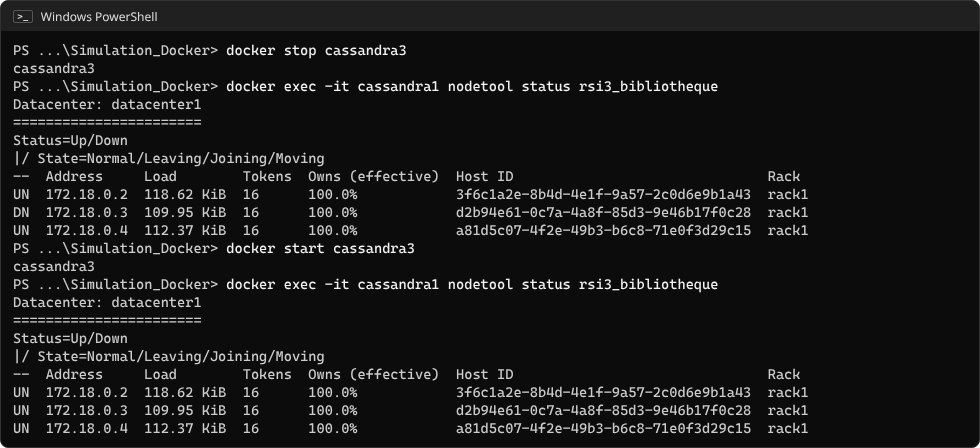 >_ Windows PowerShell
PS ...\Simulation_Docker> docker stop cassandra3
cassandra3
PS ...\Simulation_Docker> docker exec -it cassandra1 nodetool status rsi3_bibliotheque
Datacenter: datacenter1
=======================
Status=Up/Down
|/ State=Normal/Leaving/Joining/Moving
--  Address     Load        Tokens  Owns (effective)  Host ID                               Rack
UN  172.18.0.2  118.62 KiB  16      100.0%            3f6c1a2e-8b4d-4e1f-9a57-2c0d6e9b1a43  rack1
DN  172.18.0.3  109.95 KiB  16      100.0%            d2b94e61-0c7a-4a8f-85d3-9e46b17f0c28  rack1
UN  172.18.0.4  112.37 KiB  16      100.0%            a81d5c07-4f2e-49b3-b6c8-71e0f3d29c15  rack1
PS ...\Simulation_Docker> docker start cassandra3
cassandra3
PS ...\Simulation_Docker> docker exec -it cassandra1 nodetool status rsi3_bibliotheque
Datacenter: datacenter1
=======================
Status=Up/Down
|/ State=Normal/Leaving/Joining/Moving
--  Address     Load        Tokens  Owns (effective)  Host ID                               Rack
UN  172.18.0.2  118.62 KiB  16      100.0%            3f6c1a2e-8b4d-4e1f-9a57-2c0d6e9b1a43  rack1
UN  172.18.0.3  109.95 KiB  16      100.0%            d2b94e61-0c7a-4a8f-85d3-9e46b17f0c28  rack1
UN  172.18.0.4  112.37 KiB  16      100.0%            a81d5c07-4f2e-49b3-b6c8-71e0f3d29c15  rack1